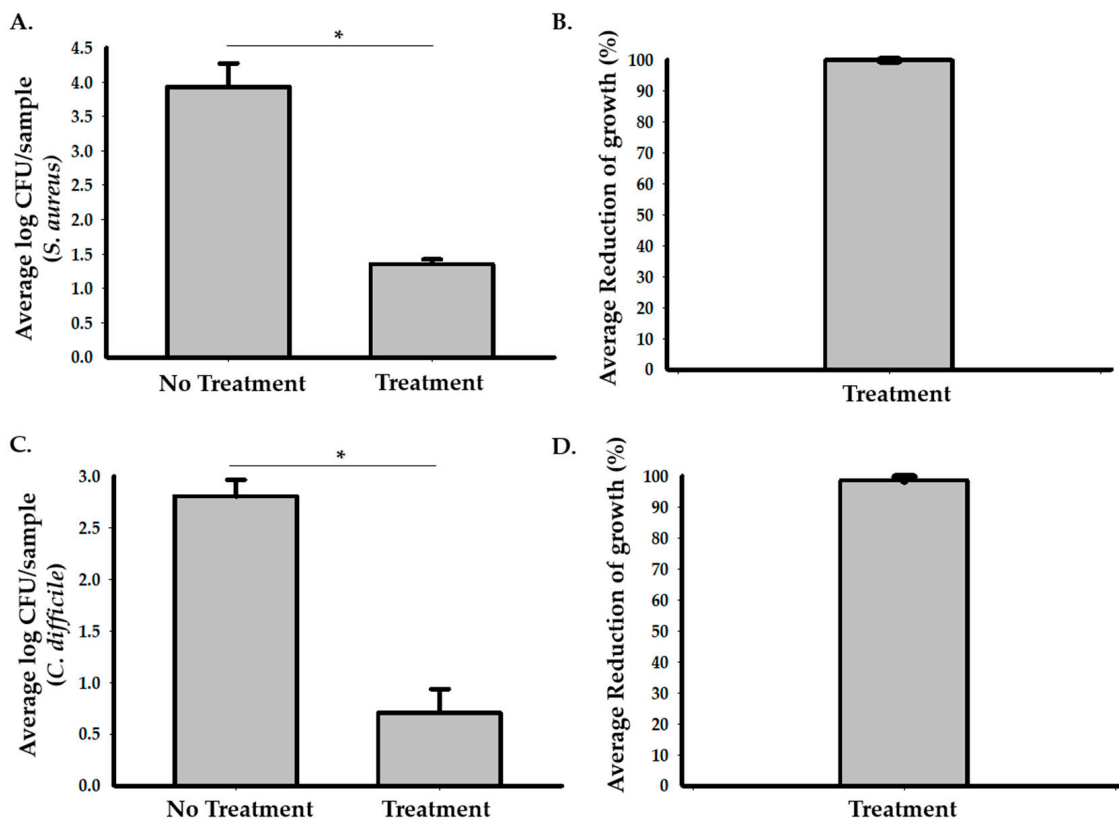 A.
Average log CFU/sample
(S. aureus)
4.5
4.0
3.5
3.0
2.5
2.0
1.5
1.0
0.5
0.0
*
No Treatment
Treatment
B.
Average Reduction of growth (%)
100
90
80
70
60
50
40
30
20
10
0
Treatment
C.
Average log CFU/sample
(C. difficile)
3.0
2.5
2.0
1.5
1.0
0.5
0.0
*
No Treatment
Treatment
D.
Average Reduction of growth (%)
100
90
80
70
60
50
40
30
20
10
0
Treatment